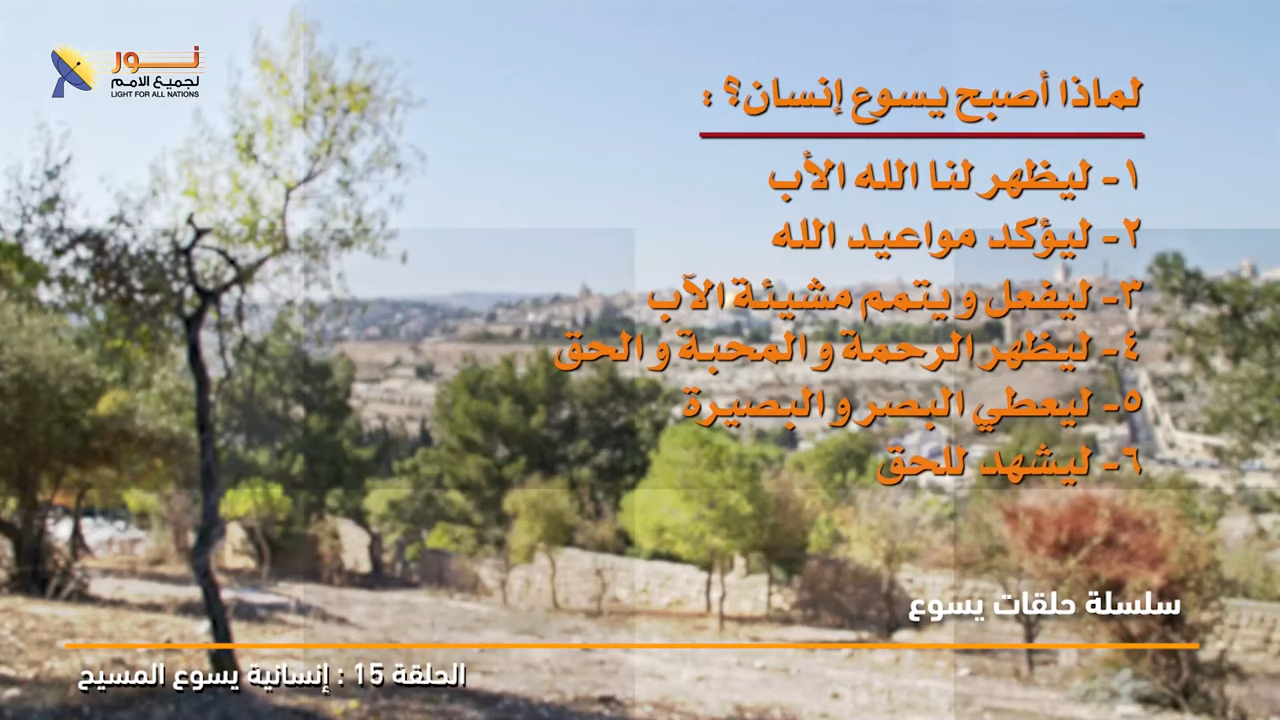 نور
لجميع الامم
LIGHT FOR ALL NATIONS
لماذا أصبح يسوع إنسان؟ :
١- ليظهر لنا الله الأب
٢- ليؤكد مواعيد الله
٣- ليفعل و يتمم مشيئة الآب
٤- ليظهر الرحمة و المحبة و الحق
٥- ليعطي البصر و البصيرة
٦- ليشهد للحق
سلسلة حلقات يسوع
الحلقة 15 : إنسانية يسوع المسيح